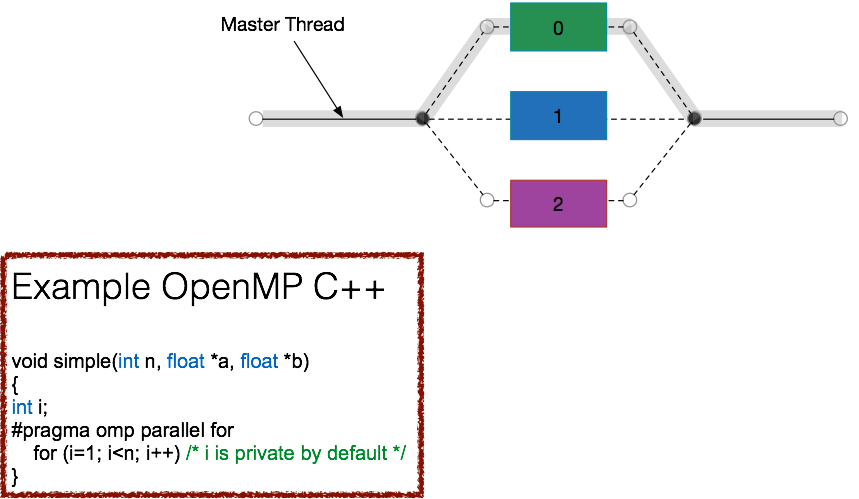 Master Thread
0
1
2
Example OpenMP C++
void simple(int n, float *a, float *b)
{
int i;
#pragma omp parallel for
for (i=1; i<n; i++) /* i is private by default */
}